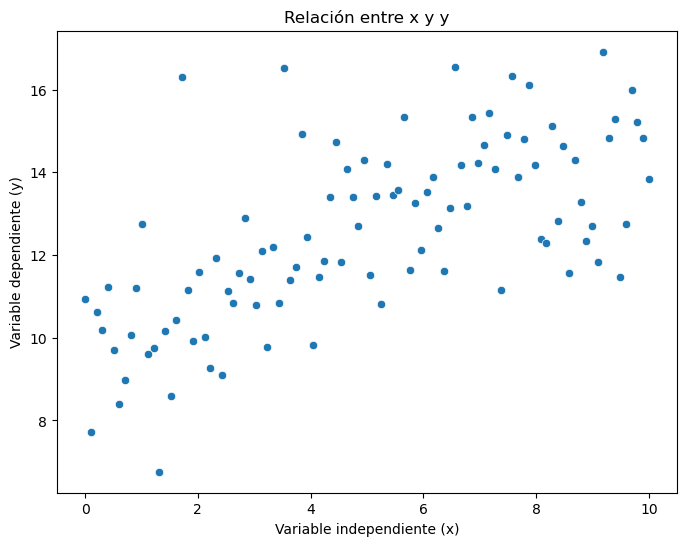 Relación entre x y y
Variable dependiente (y)
16
14
12
10
8
0 2 4 6 8 10
Variable independiente (x)